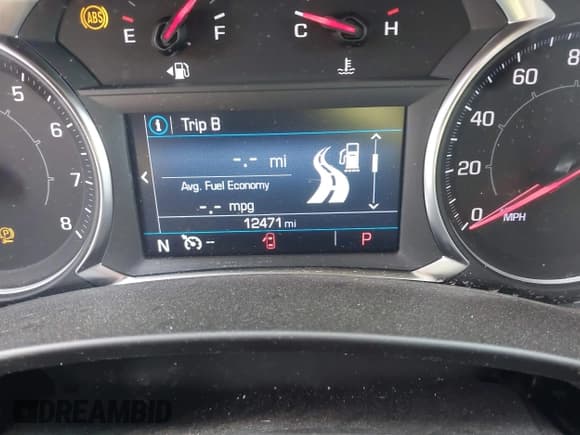 ABS
E F C H
5
6
7
8
Trip B
-.- mi
Avg. Fuel Economy
-.- mpg
12471 mi
N -- P
0
20
40
60
80
MPH
DREAMBID